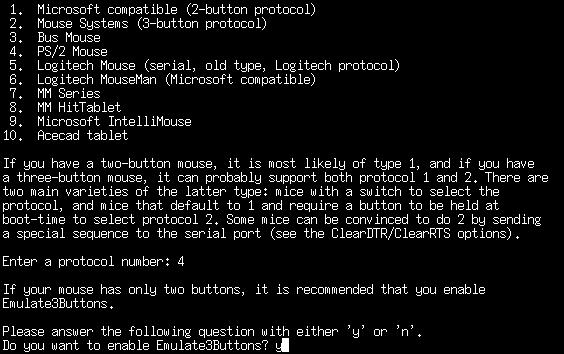 1.  Microsoft compatible (2-button protocol)
2.  Mouse Systems (3-button protocol)
3.  Bus Mouse
4.  PS/2 Mouse
5.  Logitech Mouse (serial, old type, Logitech protocol)
6.  Logitech MouseMan (Microsoft compatible)
7.  MM Series
8.  MM HitTablet
9.  Microsoft IntelliMouse
10.  Acecad tablet

If you have a two-button mouse, it is most likely of type 1, and if you have
a three-button mouse, it can probably support both protocol 1 and 2. There are
two main varieties of the latter type: mice with a switch to select the
protocol, and mice that default to 1 and require a button to be held at
boot-time to select protocol 2. Some mice can be convinced to do 2 by sending
a special sequence to the serial port (see the ClearDTR/ClearRTS options).

Enter a protocol number: 4

If your mouse has only two buttons, it is recommended that you enable
Emulate3Buttons.

Please answer the following question with either 'y' or 'n'.
Do you want to enable Emulate3Buttons? y